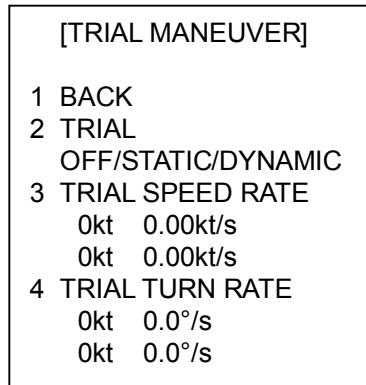 [TRIAL MANEUVER]
1 BACK
2 TRIAL
OFF/STATIC/DYNAMIC
3 TRIAL SPEED RATE
0kt 0.00kt/s
0kt 0.00kt/s
4 TRIAL TURN RATE
0kt 0.0°/s
0kt 0.0°/s